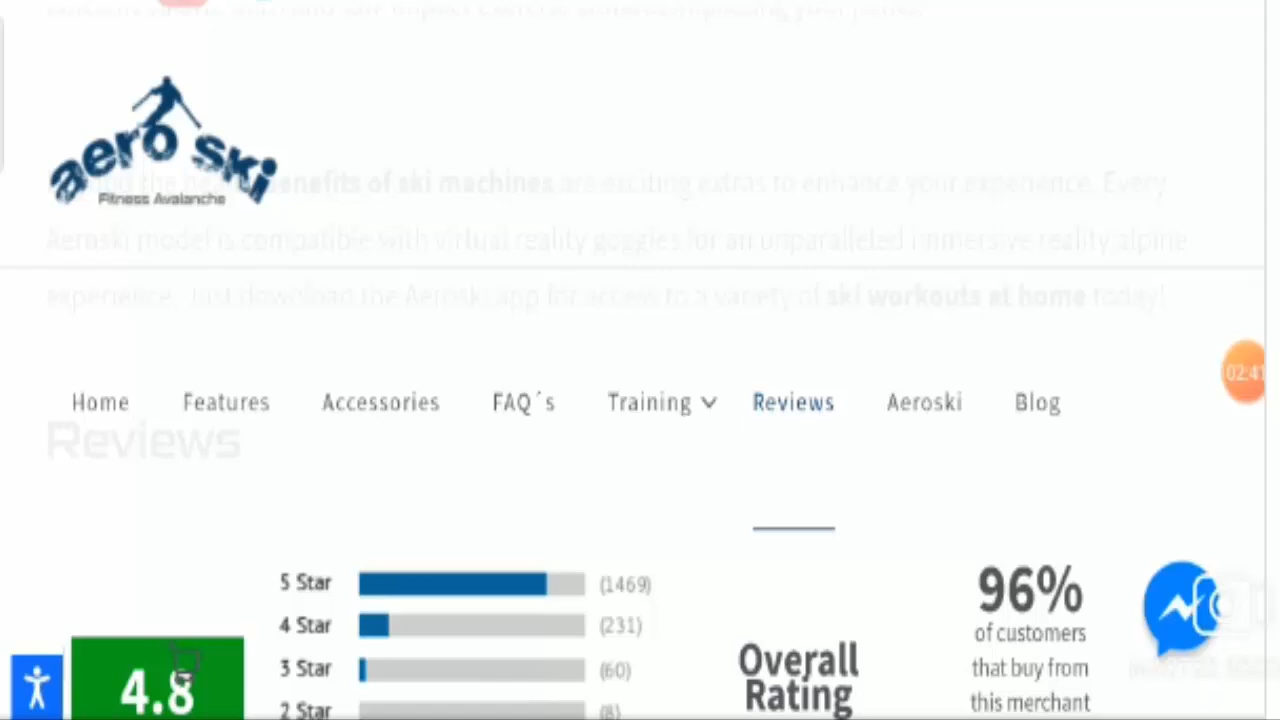 aero ski
Fitness Avalanche
benefits of ski machines are exciting extras to enhance your experience. Every
Aeroski model is compatible with virtual reality goggles for an unparalleled immersive reality alpine
experience. Just download the Aeroski app for access to a variety of ski workouts at home today!
02:41
Home Features Accessories FAQ´s Training Reviews Aeroski Blog
Reviews
5 Star (1469)
4 Star (231)
3 Star (60)
2 Star (8)
4.8
Overall
Rating
96%
of customers
that buy from
this merchant